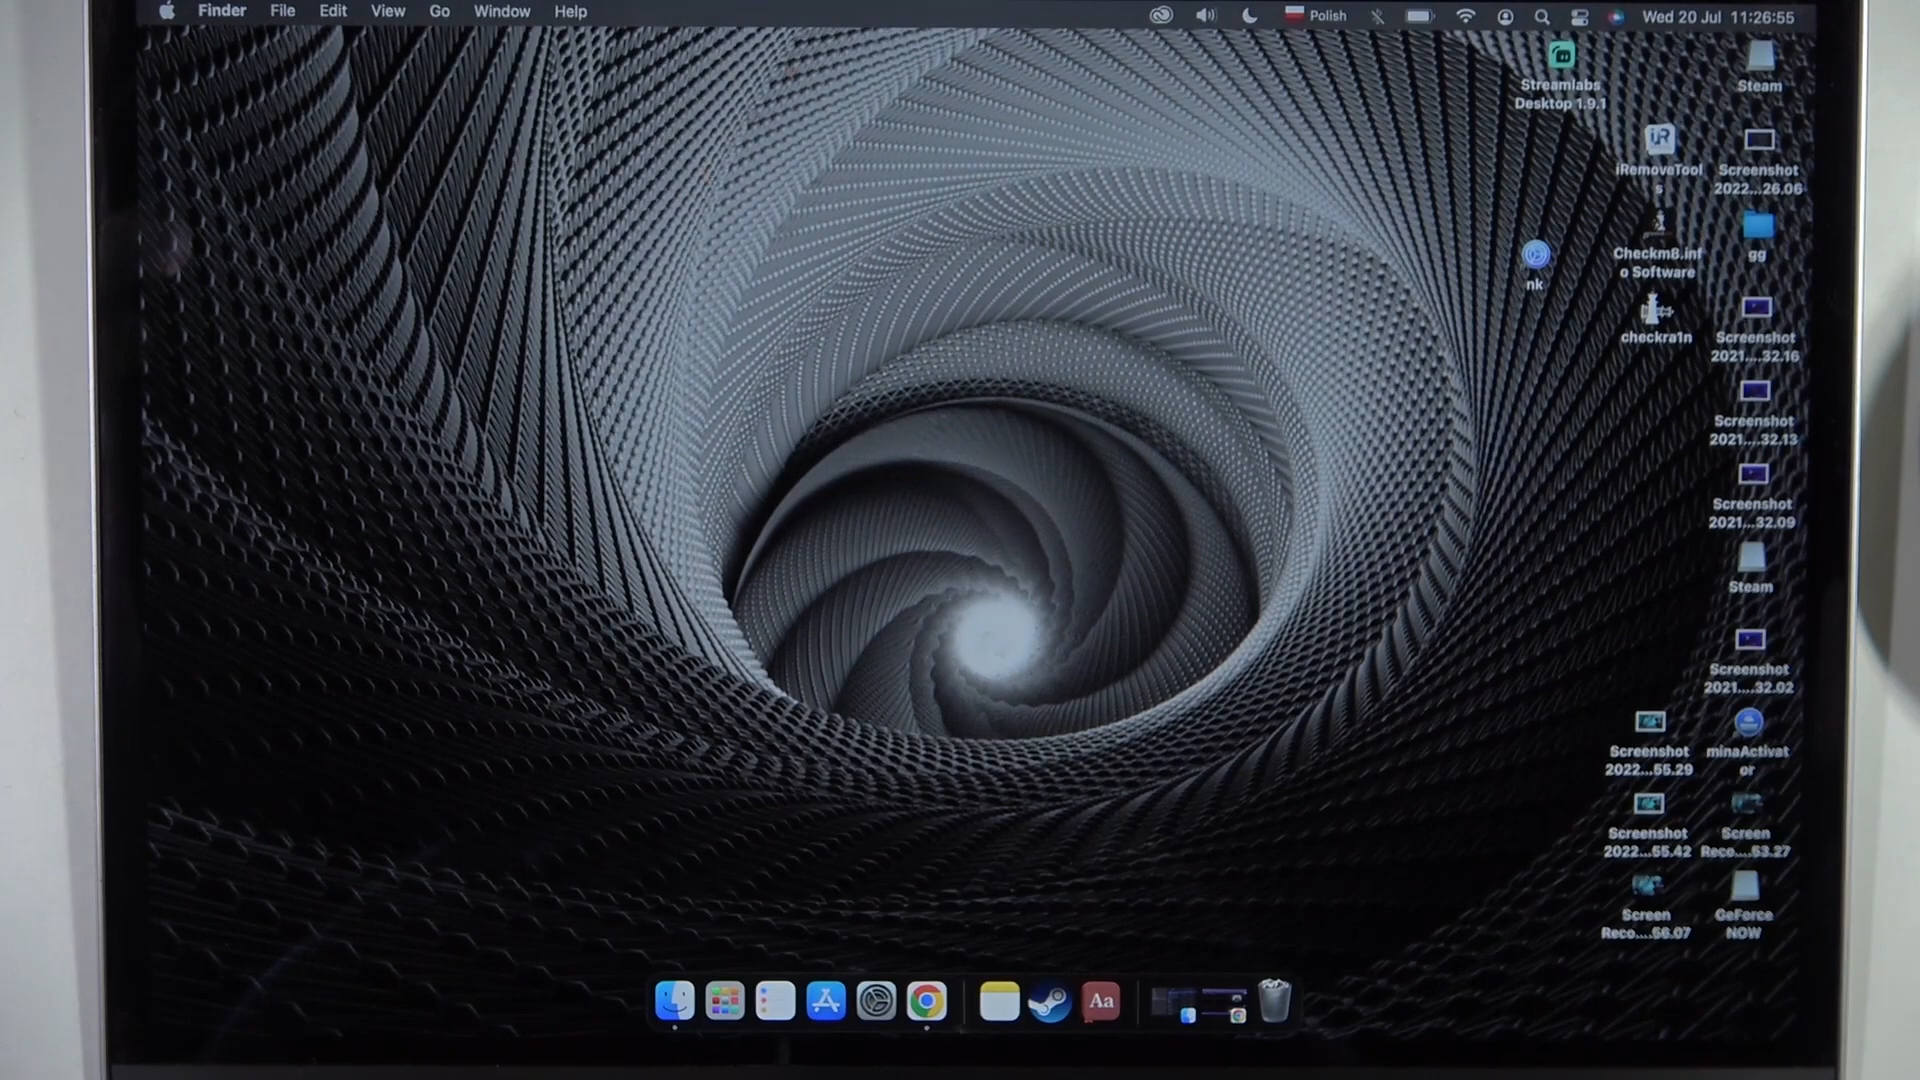 Finder File Edit View Go Window Help Polish Wed 20 Jul 11:26:55
Streamlabs
Desktop 1.9.1
Steam
iRemoveTool
s
Screenshot
2022...26.06
nk
Checkm8.inf
o Software
gg
checkra1n
Screenshot
2021....32.16
Screenshot
2021....32.13
Screenshot
2021...32.09
Steam
Screenshot
2021....32.02
Screenshot
2022...55.29
minaActivat
or
Screenshot
2022...55.42
Screen
Reco....53.27
Screen
Reco....56.07
GeForce
NOW
iR
Aa